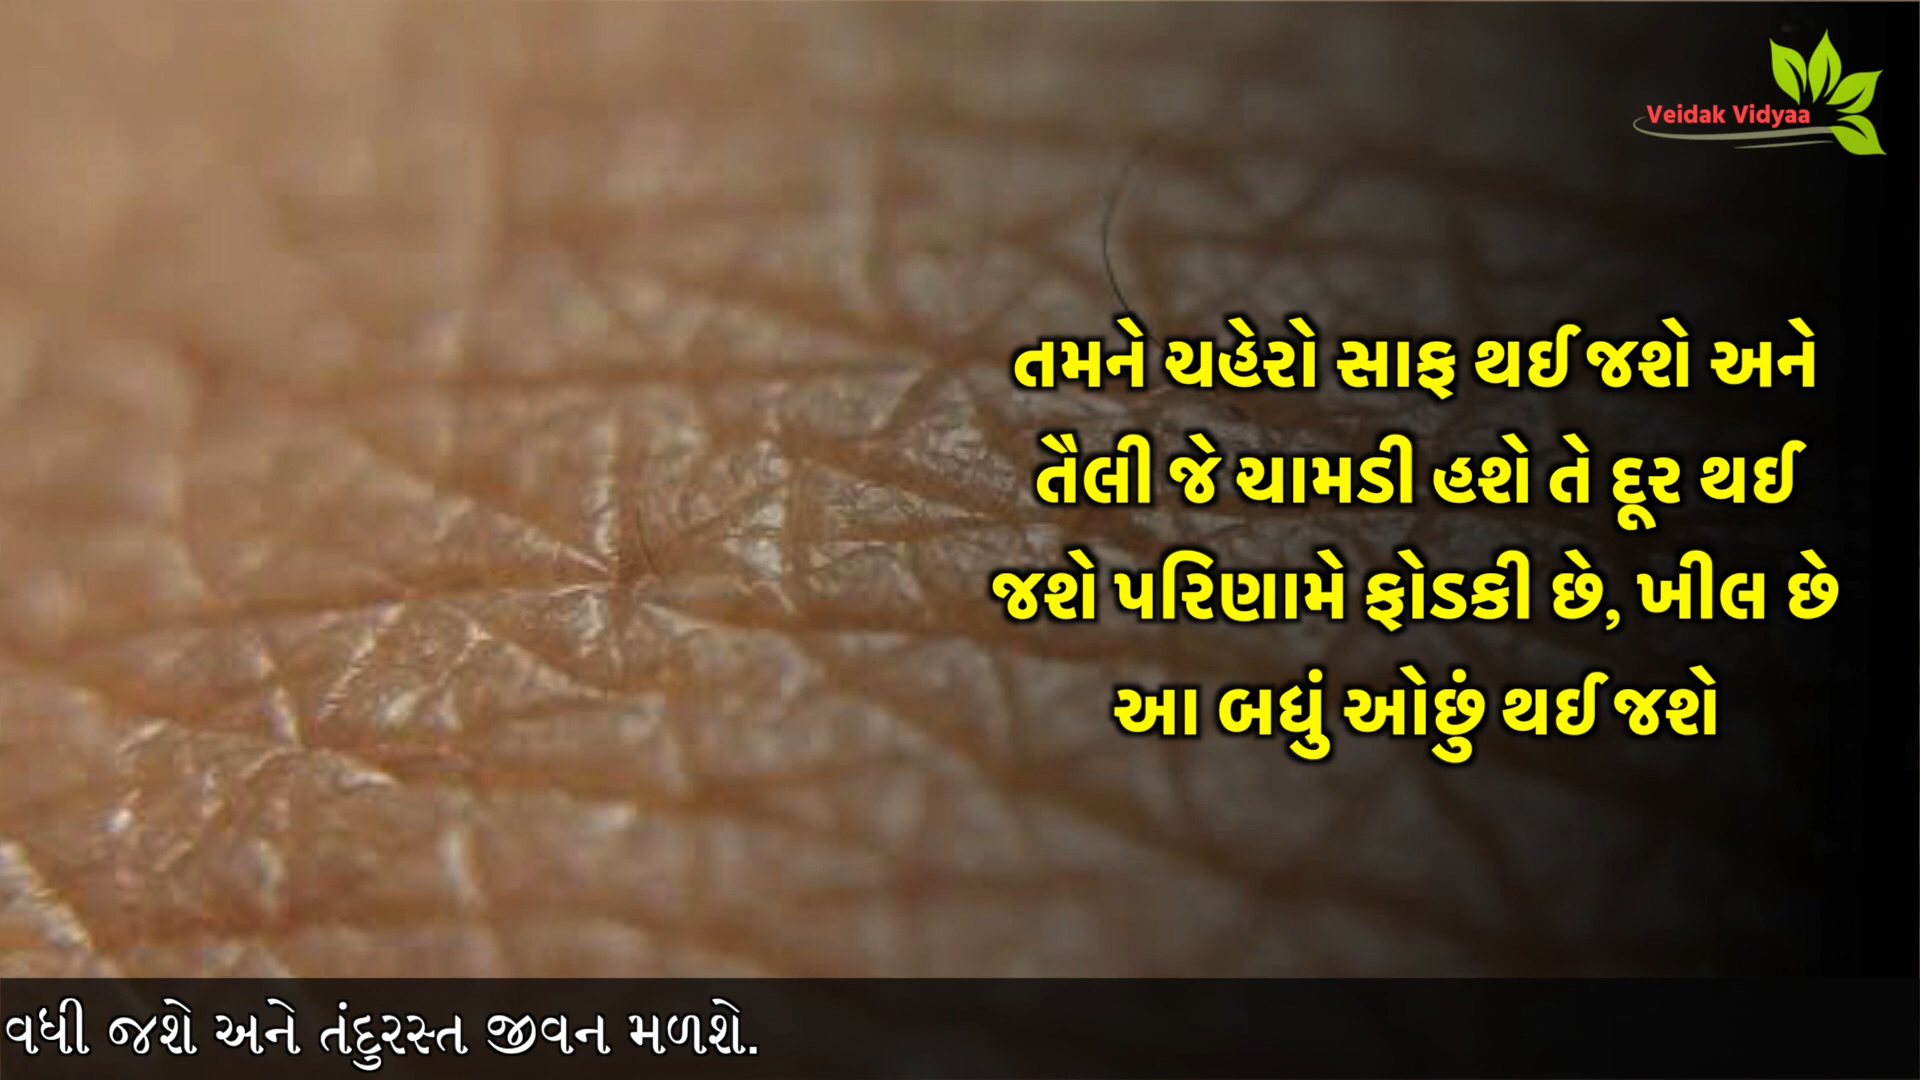 Veidak Vidyaa
તમને ચહેરો સાફ થઈ જશે અને
તૈલી જે ચામડી હશે તે દૂર થઈ
જશે પરિણામે ફોડકી છે, ખીલ છે
આ બધું ઓછું થઈ જશે
વધી જશે અને તંદુરસ્ત જીવન મળશે.